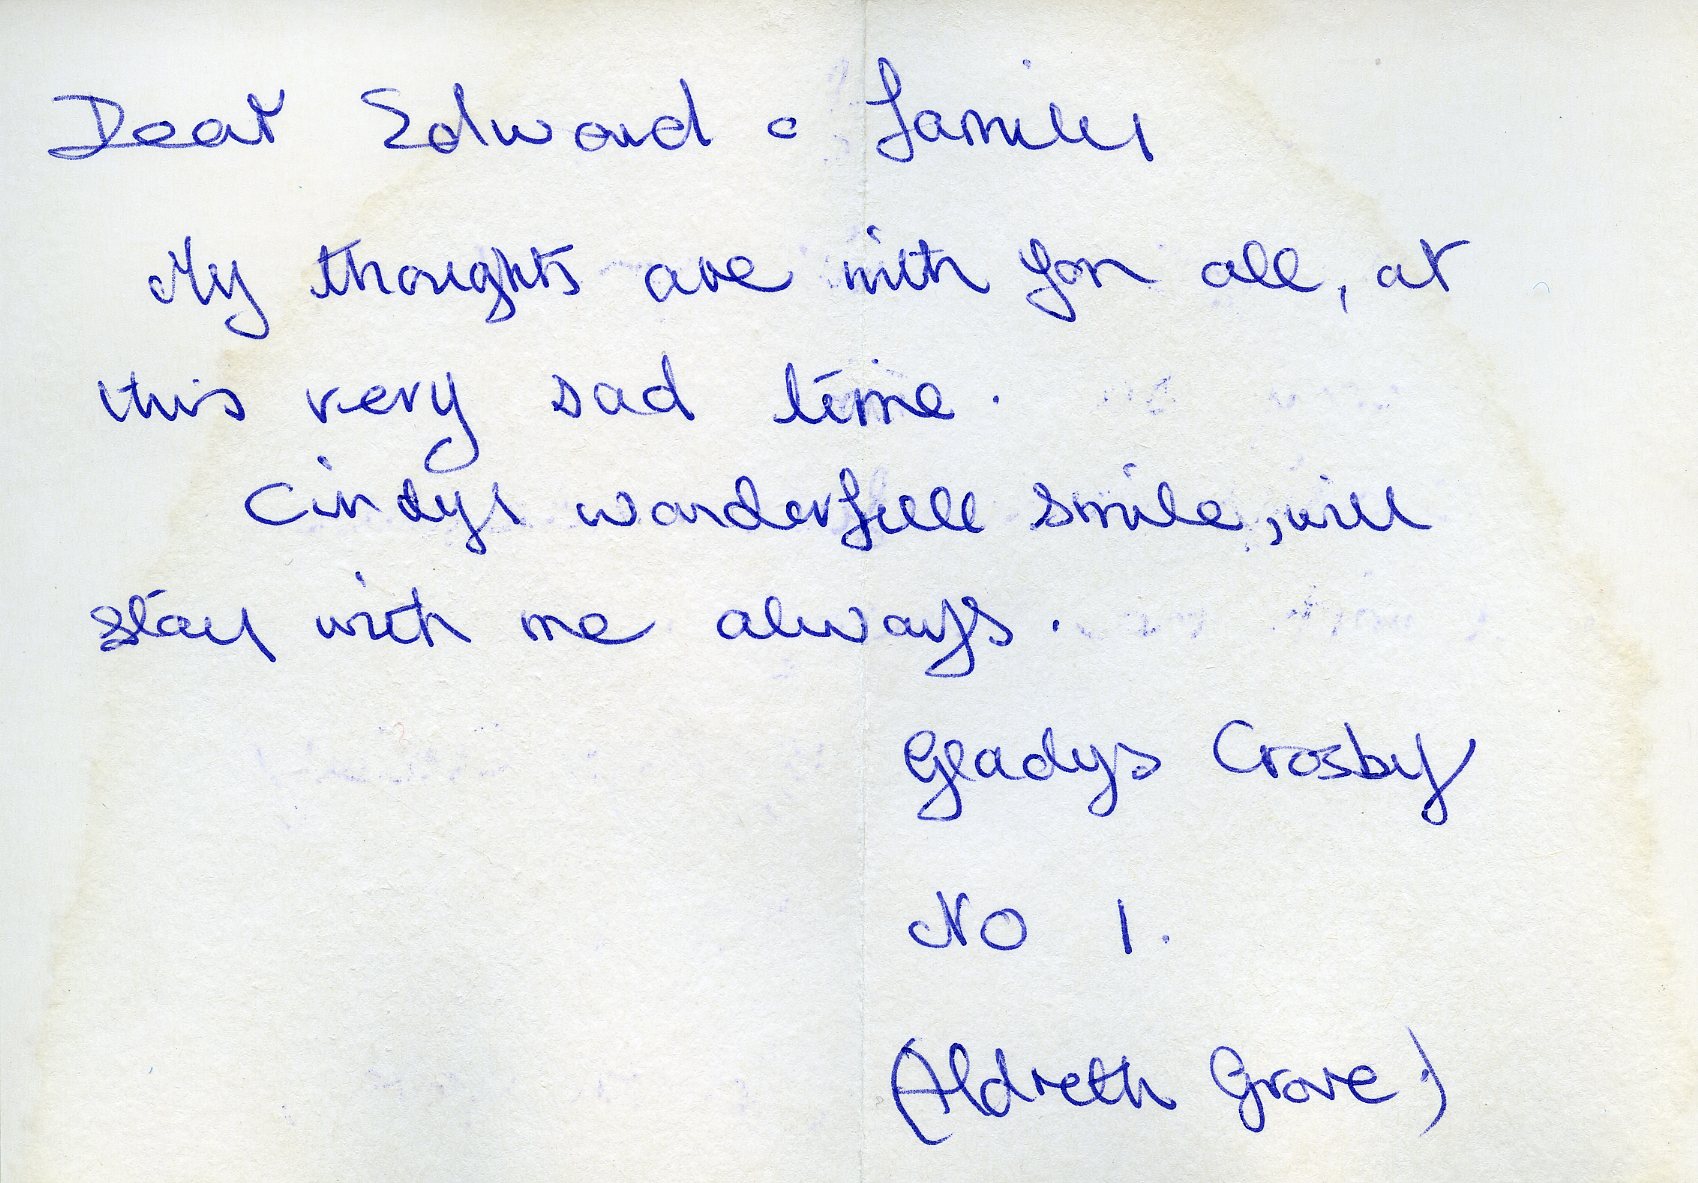 Dear Edward & family
My thoughts are with you all, at
this very sad time.
Cindys wonderfull smile, will
stay with me always.
Gladys Crosby
No 1.
(Aldreth Grove.)